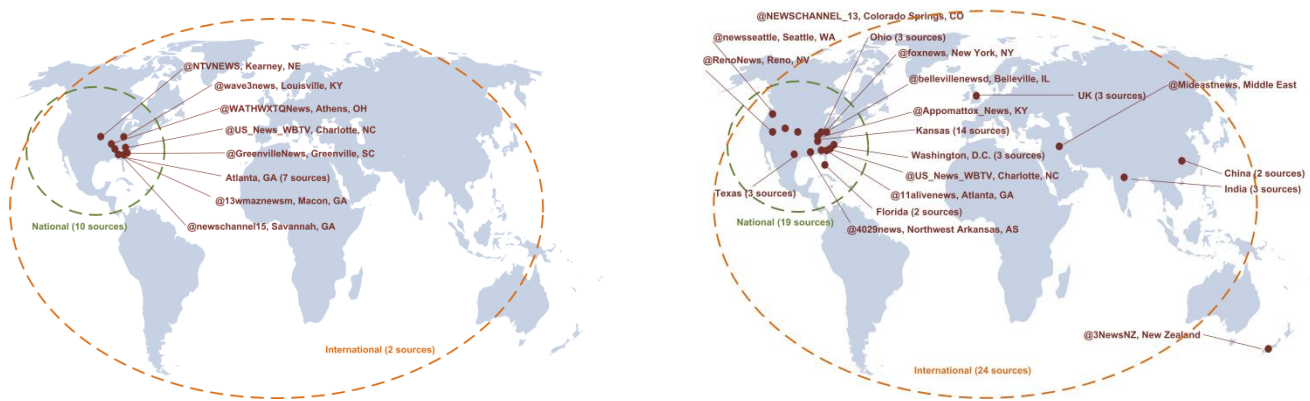 @NTVNEWS, Kearney, NE
@wave3news, Louisville, KY
@WATHWXTQNews, Athens, OH
@US_News_WBTV, Charlotte, NC
@GreenvilleNews, Greenville, SC
Atlanta, GA (7 sources)
@13wmaznewsm, Macon, GA
@newschannel15, Savannah, GA
National (10 sources)
International (2 sources)
@NEWSCHANNEL_13, Colorado Springs, CO
@newsseattle, Seattle, WA
Ohio (3 sources)
@foxnews, New York, NY
@RenoNews, Reno, NV
@bellevillenewsd, Belleville, IL
@Mideastnews, Middle East
UK (3 sources)
@Appomattox_News, KY
Kansas (14 sources)
Washington, D.C. (3 sources)
China (2 sources)
@US_News_WBTV, Charlotte, NC
India (3 sources)
Texas (3 sources)
@11alivenews, Atlanta, GA
Florida (2 sources)
National (19 sources)
@4029news, Northwest Arkansas, AS
@3NewsNZ, New Zealand
International (24 sources)